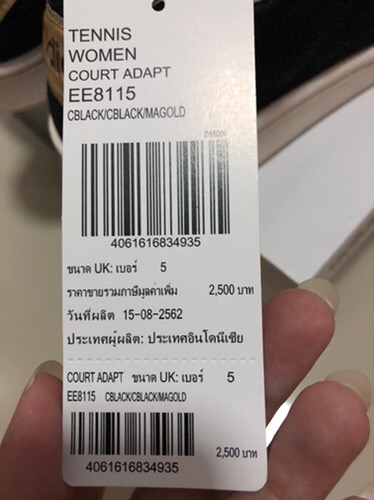 TENNIS
WOMEN
COURT ADAPT
EE8115
CBLACK/CBLACK/MAGOLD
4061616834935
ขนาด UK: เบอร์ 5
ราคาขายรวมภาษีมูลค่าเพิ่ม 2,500 บาท
วันที่ผลิต 15-08-2562
ประเทศผู้ผลิต: ประเทศอินโดนีเซีย
COURT ADAPT ขนาด UK: เบอร์ 5
EE8115 CBLACK/CBLACK/MAGOLD
2,500 บาท
4061616834935